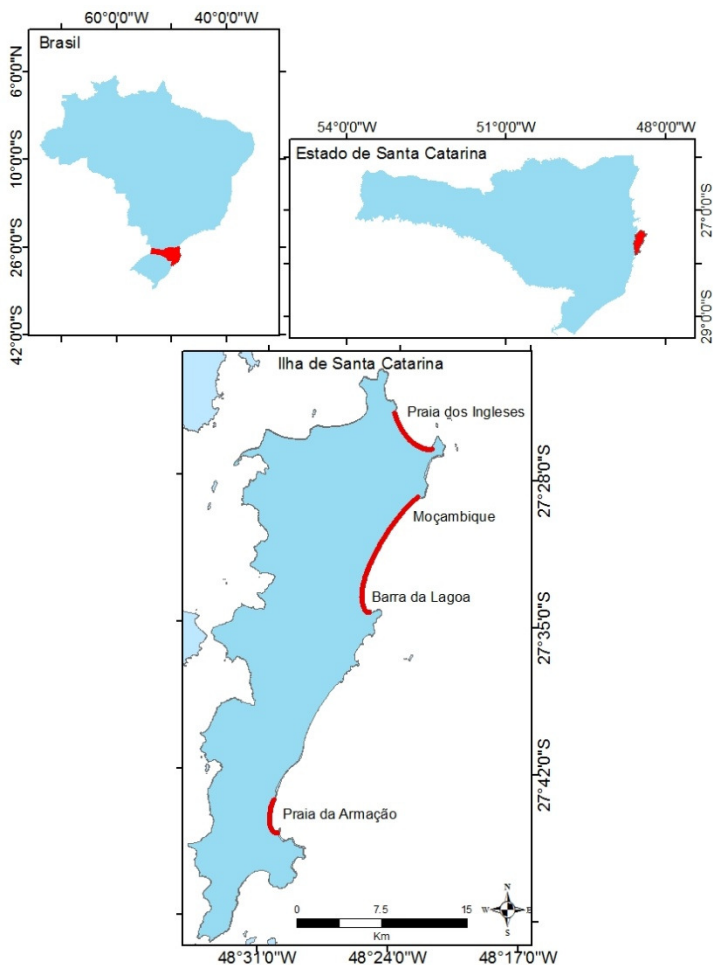 60°0'0"W 40°0'0"W
Brasil
6°0'0"N
10°0'0"S
26°0'0"S
42°0'0"S
54°0'0"W 51°0'0"W 48°0'0"W
Estado de Santa Catarina
27°0'0"S
29°0'0"S
Ilha de Santa Catarina
Praia dos Ingleses
27°28'0"S
Moçambique
Barra da Lagoa
27°35'0"S
27°42'0"S
Praia da Armação
N
W E
S
0 7.5 15
Km
48°31'0"W 48°24'0"W 48°17'0"W